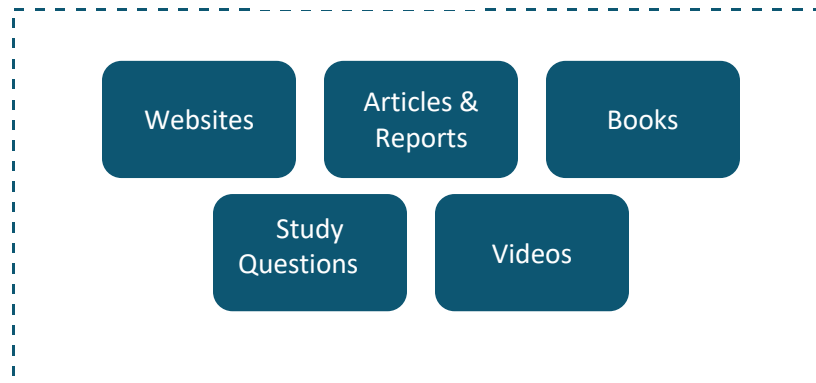 Websites
Articles &
Reports
Books
Study
Questions
Videos